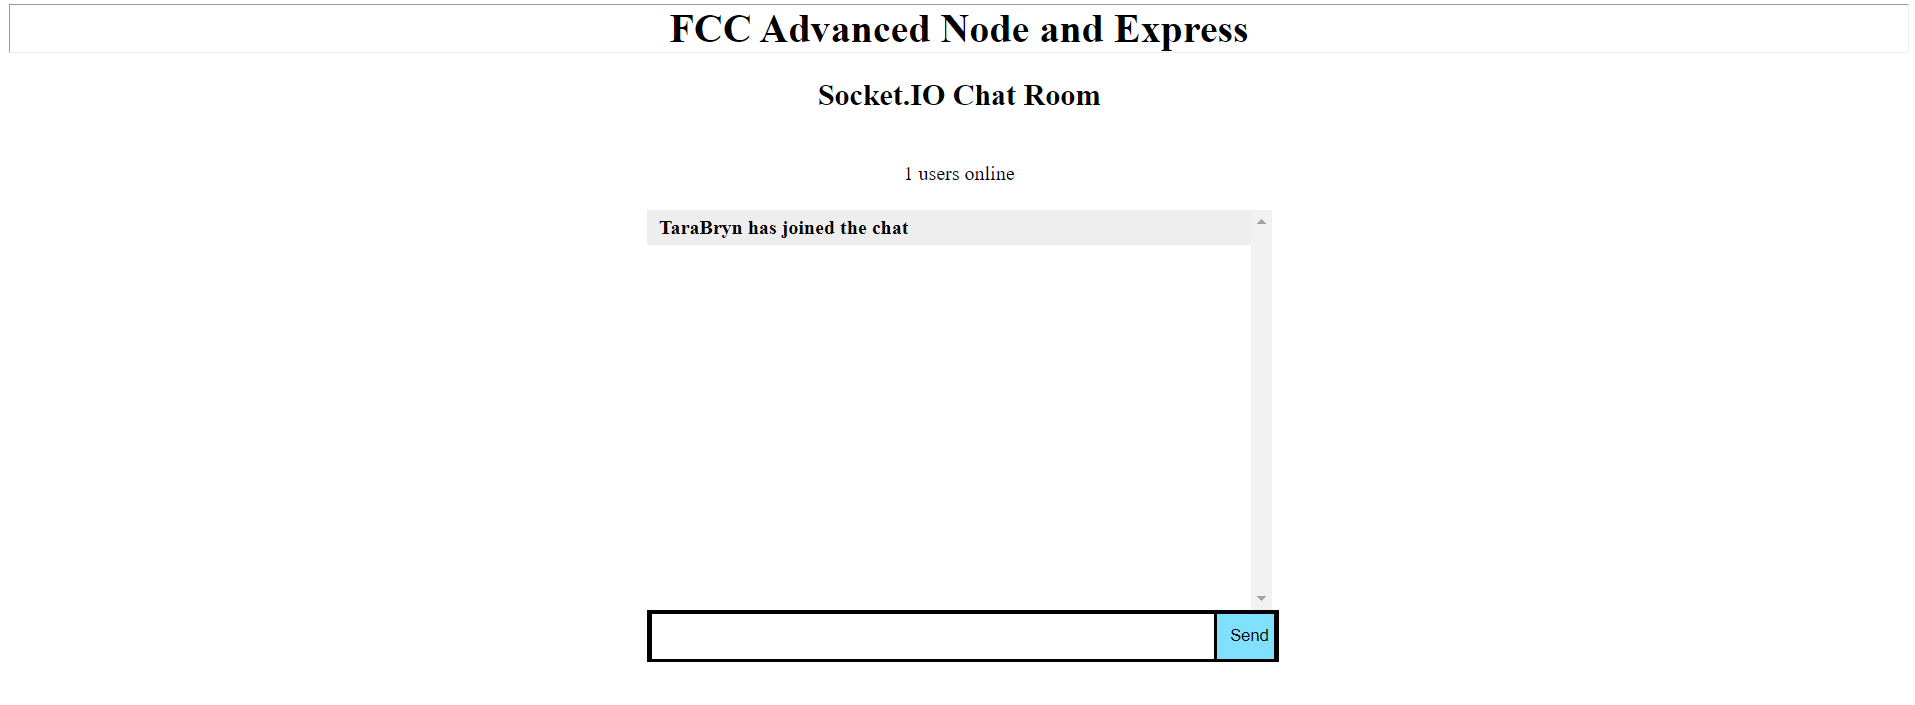 FCC Advanced Node and Express
Socket.IO Chat Room
1 users online
TaraBryn has joined the chat
Send